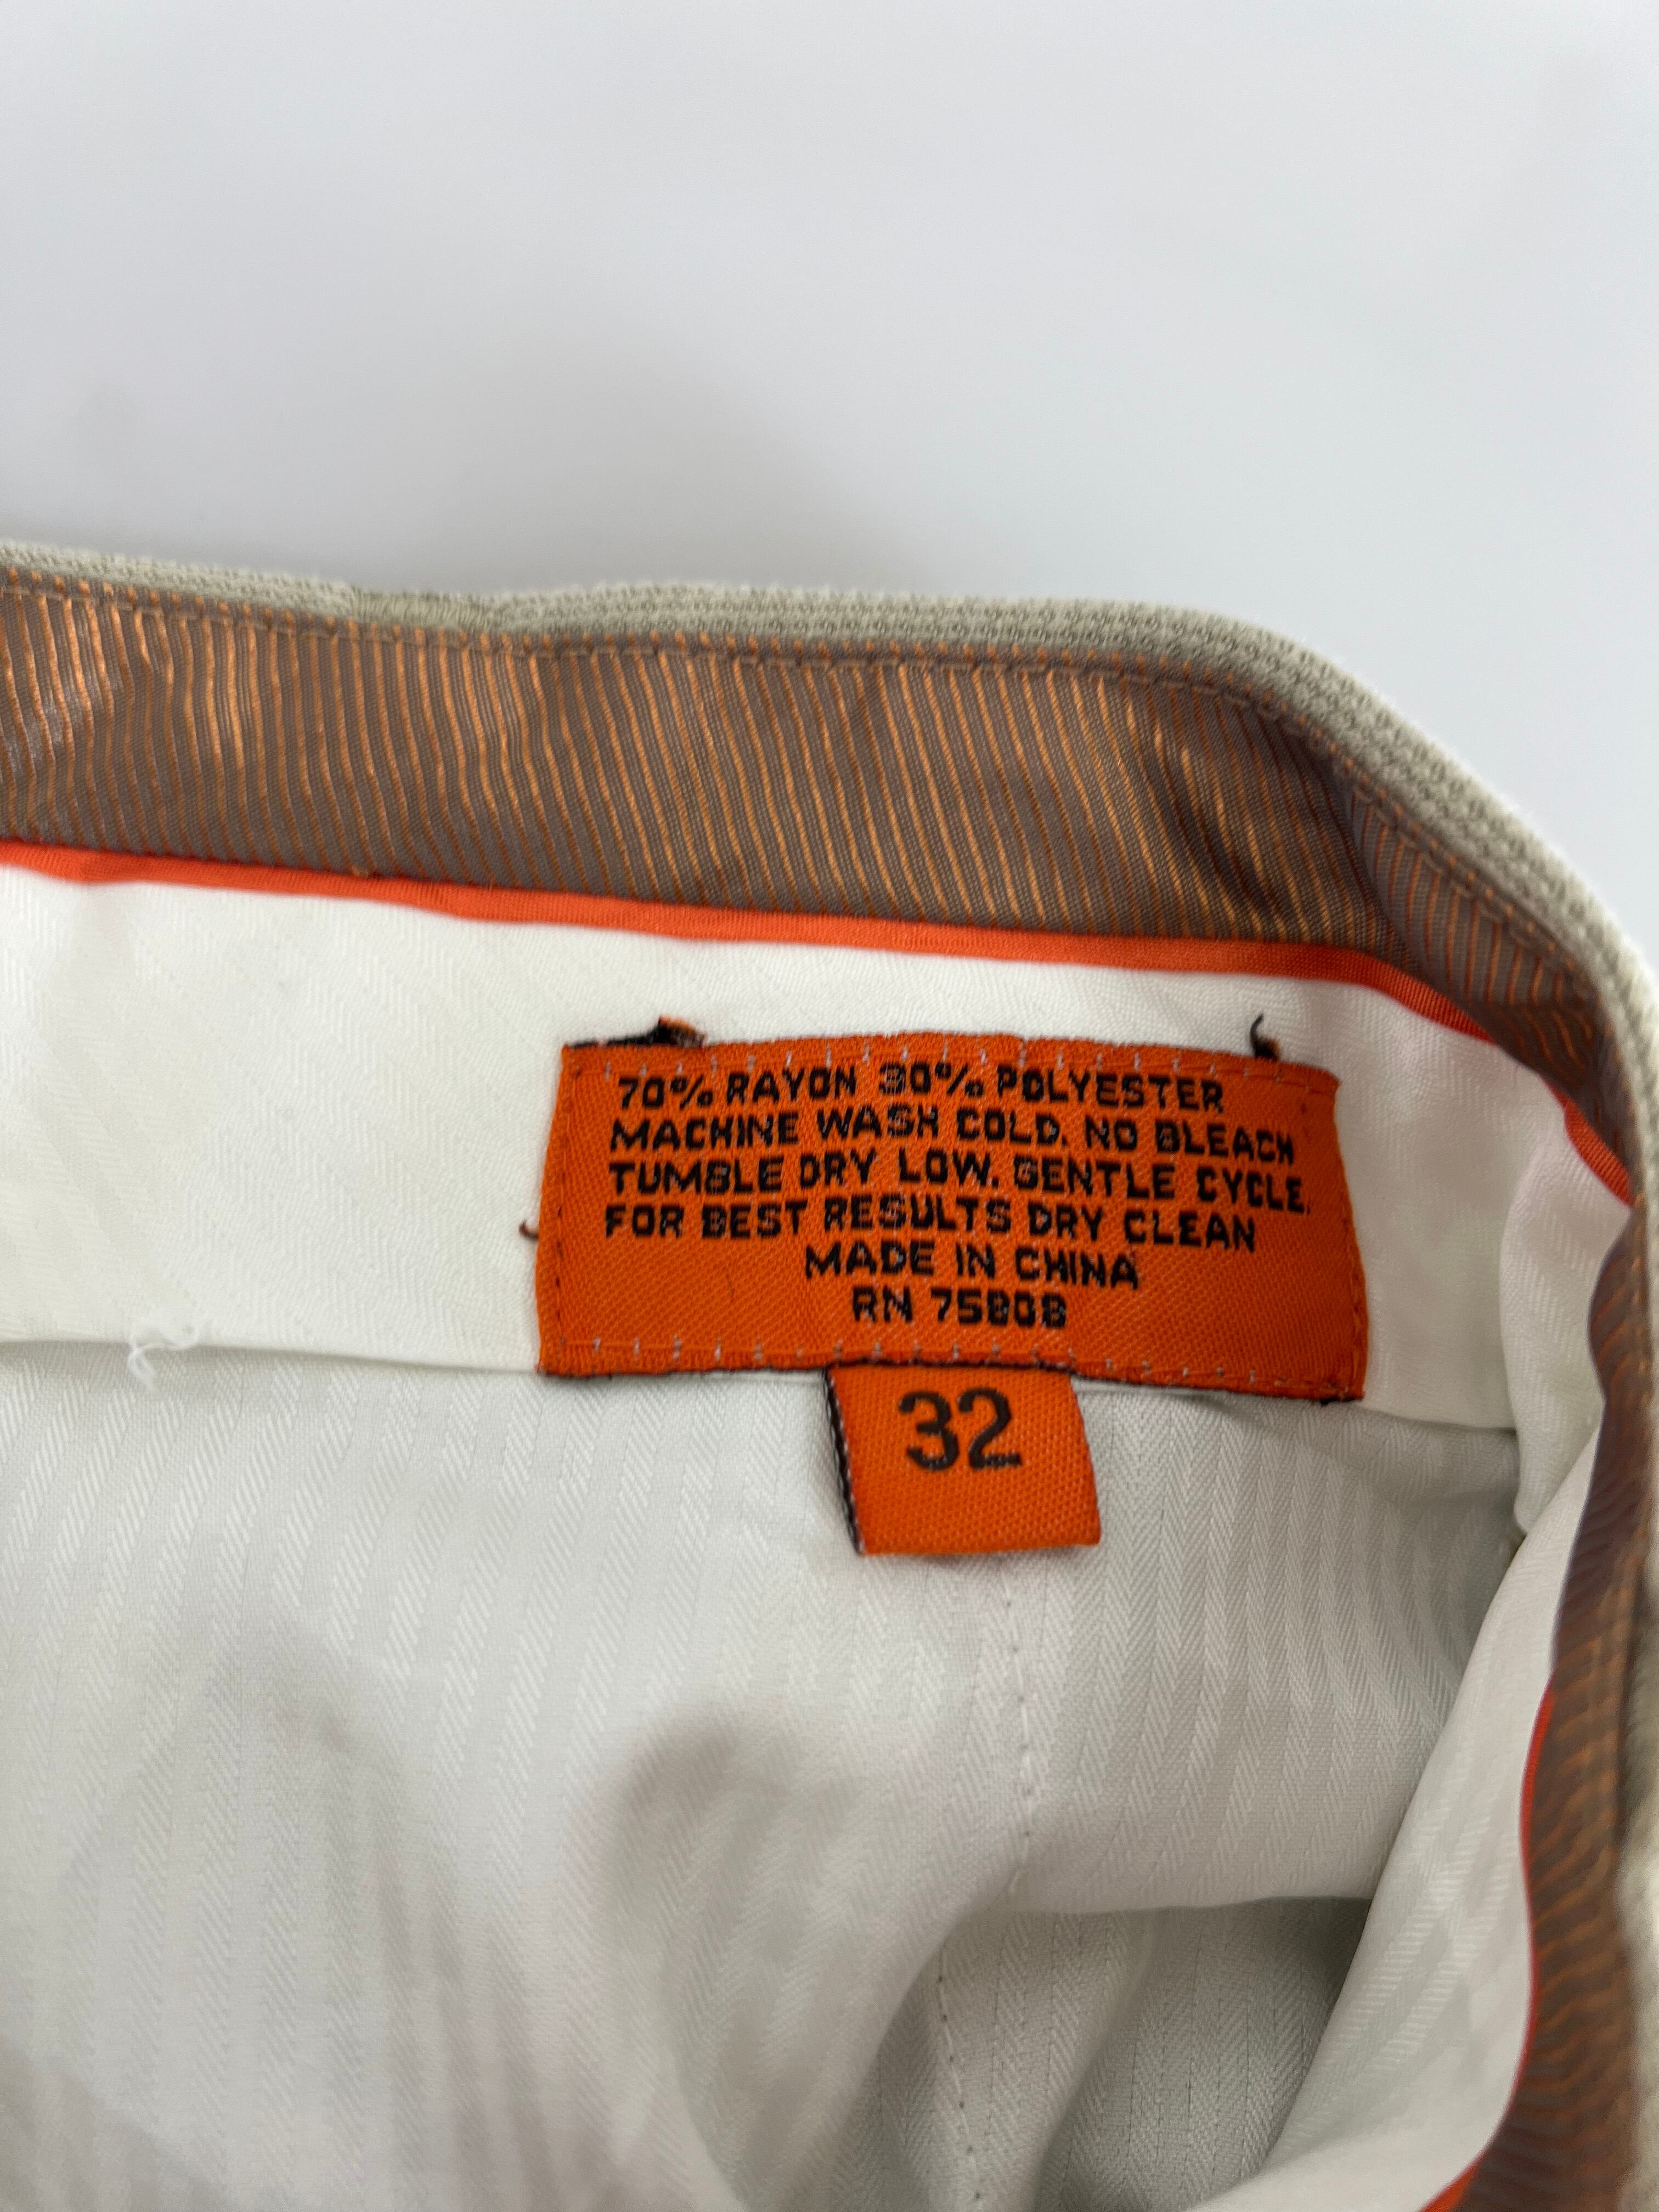 70% RAYON 30% POLYESTER
MACHINE WASH COLD. NO BLEACH
TUMBLE DRY LOW. GENTLE CYCLE.
FOR BEST RESULTS DRY CLEAN
MADE IN CHINA
RN 75808
32